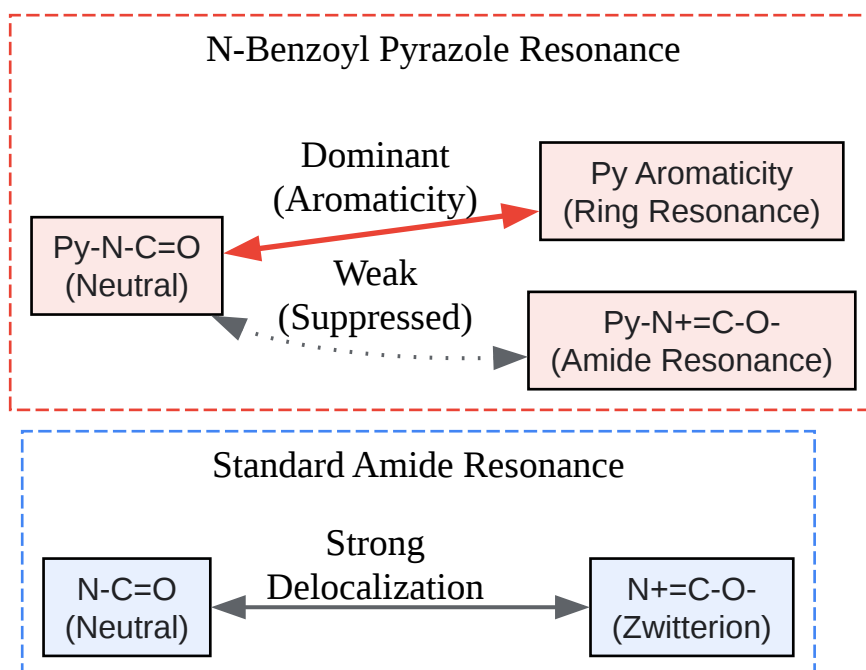 N-Benzoyl Pyrazole Resonance
Dominant
(Aromaticity)
Py Aromaticity
(Ring Resonance)
Py-N-C=O
(Neutral)
Weak
(Suppressed)
Py-N+=C-O-
(Amide Resonance)
Standard Amide Resonance
Strong
Delocalization
N-C=O
(Neutral)
N+=C-O-
(Zwitterion)